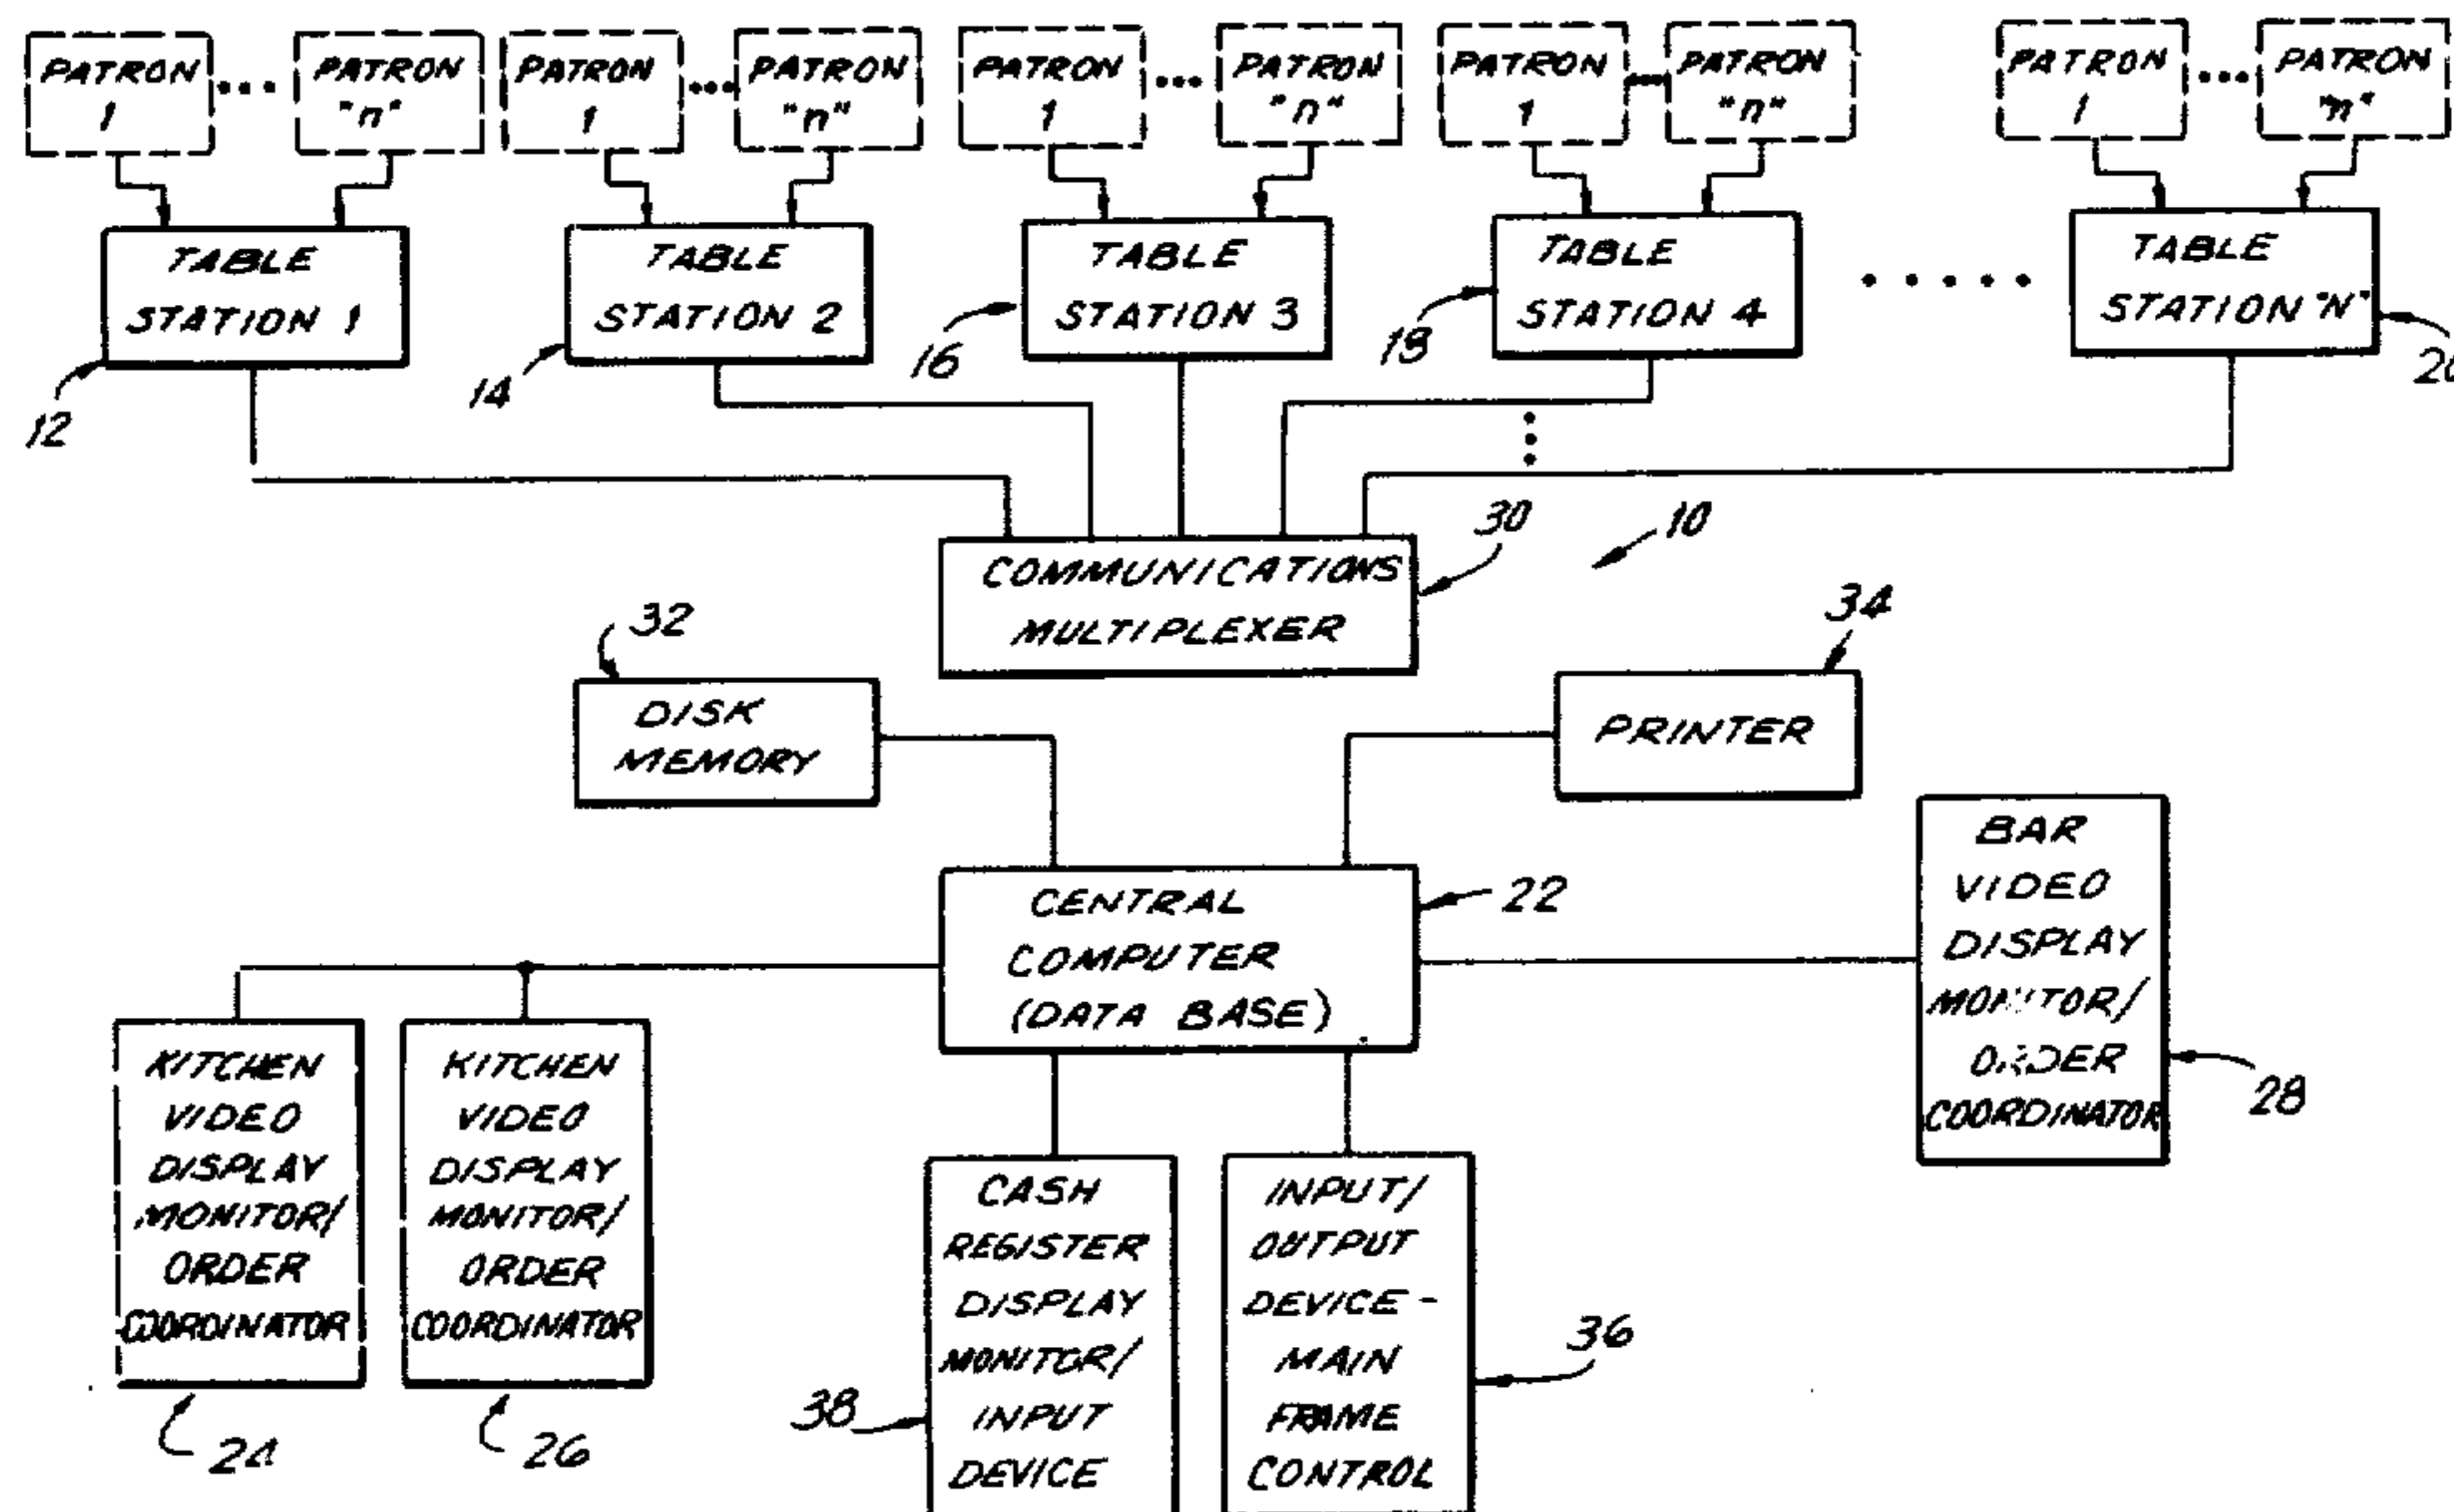 PATRON
1
PATRON
"n"
PATRON
1
PATRON
"n"
PATRON
1
PATRON
"n"
PATRON
1
PATRON
"n"
PATRON
1
PATRON
"n"
TABLE
STATION 1
TABLE
STATION 2
TABLE
STATION 3
TABLE
STATION 4
TABLE
STATION "N"
12
14
16
18
COMMUNICATIONS
MULTIPLEXER
30
10
32
DISK
MEMORY
34
PRINTER
CENTRAL
COMPUTER
(DATA BASE)
22
BAR
VIDEO
DISPLAY
MONITOR/
ORDER
COORDINATOR
28
KITCHEN
VIDEO
DISPLAY
MONITOR/
ORDER
COORDINATOR
24
KITCHEN
VIDEO
DISPLAY
MONITOR/
ORDER
COORDINATOR
26
CASH
REGISTER
DISPLAY
MONITOR/
INPUT
DEVICE
38
INPUT/
OUTPUT
DEVICE-
MAIN
FRAME
CONTROL
36